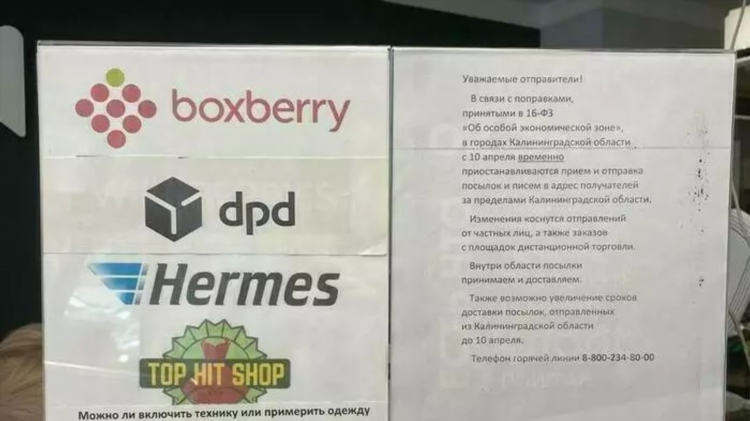 boxberry
dpd
Hermes
TOP HIT SHOP
Можно ли включить технику или примерить одежду
Уважаемые отправители!
В связи с поправками,
принятыми в 16-ФЗ
«Об особой экономической зоне»,
в городах Калининградской области
с 10 апреля временно
приостанавливаются прием и отправка
посылок и писем в адрес получателей
за пределами Калининградской области.
Изменения коснутся отправлений
от частных лиц, а также заказов
с площадок дистанционной торговли.
Внутри области посылки
принимаем и доставляем.
Также возможно увеличение сроков
доставки посылок, отправленных
из Калининградской области
до 10 апреля.
Телефон горячей линии 8-800-234-80-00